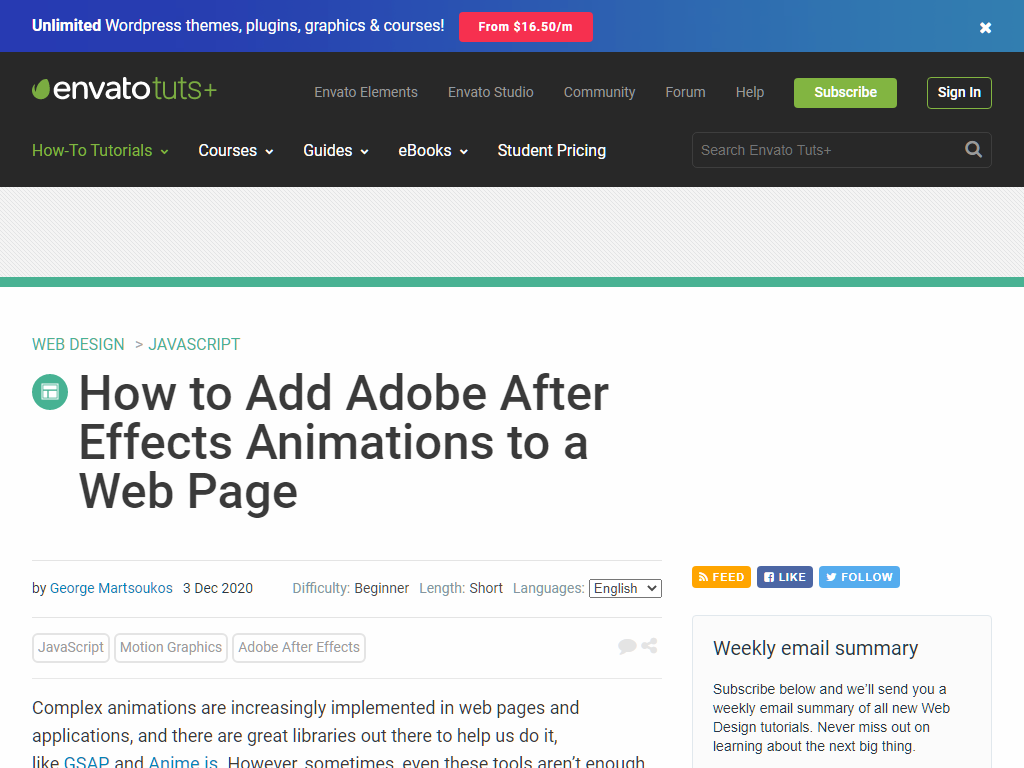 Unlimited Wordpress themes, plugins, graphics & courses! From $16.50/m
envatotuts+ Envato Elements Envato Studio Community Forum Help Subscribe Sign In
How-To Tutorials Courses Guides eBooks Student Pricing Search Envato Tuts+
WEB DESIGN > JAVASCRIPT
How to Add Adobe After
Effects Animations to a
Web Page
by George Martsoukos 3 Dec 2020 Difficulty: Beginner Length: Short Languages: English
FEED LIKE FOLLOW
JavaScript Motion Graphics Adobe After Effects
Complex animations are increasingly implemented in web pages and
applications, and there are great libraries out there to help us do it,
like GSAP and Anime.js. However, sometimes, even these tools aren't enough
Weekly email summary
Subscribe below and we'll send you a
weekly email summary of all new Web
Design tutorials. Never miss out on
learning about the next big thing.